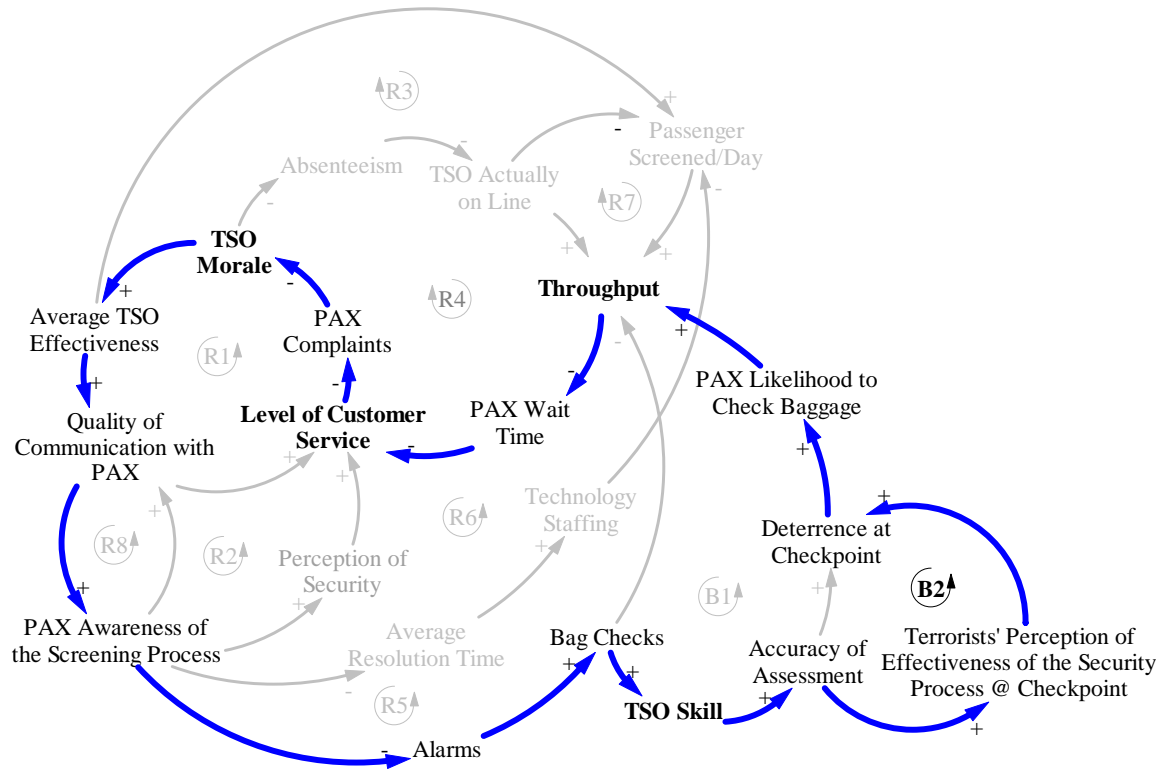 R3
+
-
Passenger
Screened/Day
-
Absenteeism
-
TSO Actually
on Line
-
R7
-
TSO
Morale
+
+
-
Throughput
+
R4
-
+
Average TSO
Effectiveness
PAX
Complaints
R1
-
+
-
-
PAX Likelihood to
Check Baggage
Quality of
Communication with
PAX
Level of Customer
Service
-
PAX Wait
Time
+
+
+
+
R8
R2
R6
Technology
Staffing
+
+
Deterrence at
Checkpoint
Perception of
Security
+
+
+
B1
+
B2
PAX Awareness of
the Screening Process
Average
Resolution Time
Bag Checks
Accuracy of
Assessment
Terrorists' Perception of
Effectiveness of the Security
Process @ Checkpoint
-
R5
+
+
+
TSO Skill
+
-
Alarms